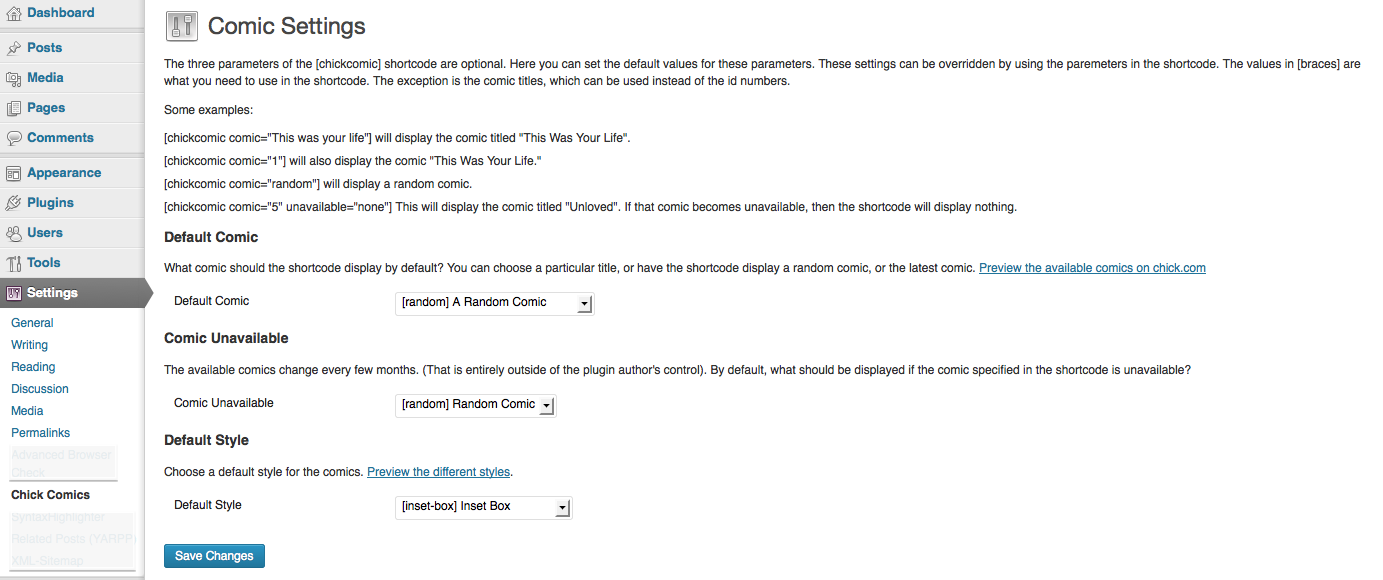 Dashboard
Posts
Media
Pages
Comments
Appearance
Plugins
Users
Tools
Settings
General
Writing
Reading
Discussion
Media
Permalinks
Advanced Browser
Check
Chick Comics
SyntaxHighlighter
Related Posts (YARPP)
XML-Sitemap
Comic Settings
The three parameters of the [chickcomic] shortcode are optional. Here you can set the default values for these parameters. These settings can be overridden by using the paremeters in the shortcode. The values in [braces] are
what you need to use in the shortcode. The exception is the comic titles, which can be used instead of the id numbers.
Some examples:
[chickcomic comic="This was your life"] will display the comic titled "This Was Your Life".
[chickcomic comic="1"] will also display the comic "This Was Your Life."
[chickcomic comic="random"] will display a random comic.
[chickcomic comic="5" unavailable="none"] This will display the comic titled "Unloved". If that comic becomes unavailable, then the shortcode will display nothing.
Default Comic
What comic should the shortcode display by default? You can choose a particular title, or have the shortcode display a random comic, or the latest comic. Preview the available comics on chick.com
Default Comic [random] A Random Comic
Comic Unavailable
The available comics change every few months. (That is entirely outside of the plugin author's control). By default, what should be displayed if the comic specified in the shortcode is unavailable?
Comic Unavailable [random] Random Comic
Default Style
Choose a default style for the comics. Preview the different styles.
Default Style [inset-box] Inset Box
Save Changes